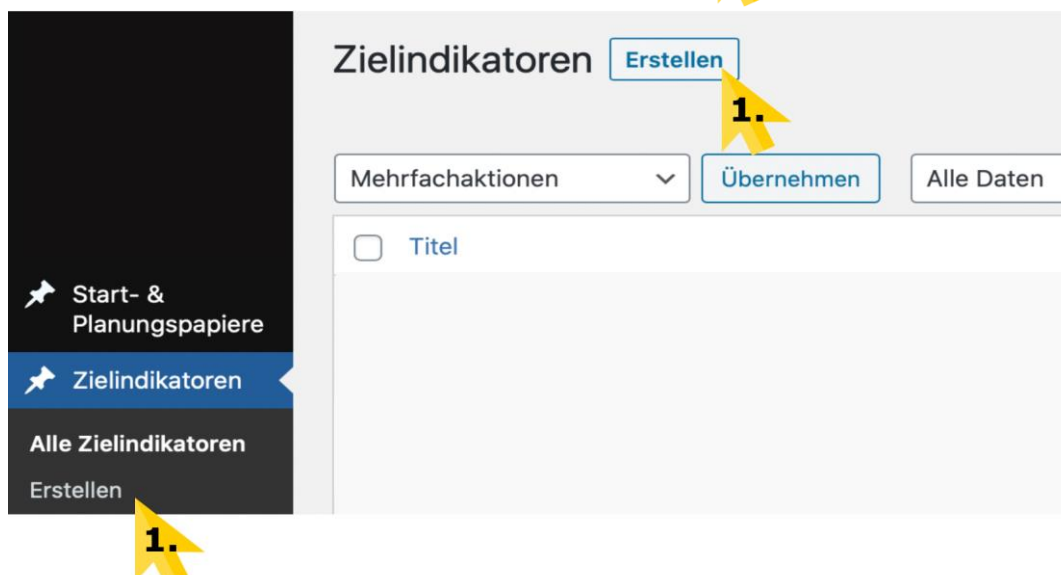 Zielindikatoren Erstellen
1.
Mehrfachaktionen Übernehmen Alle Daten
Titel
Start- &
Planungspapiere
Zielindikatoren
Alle Zielindikatoren
Erstellen
1.